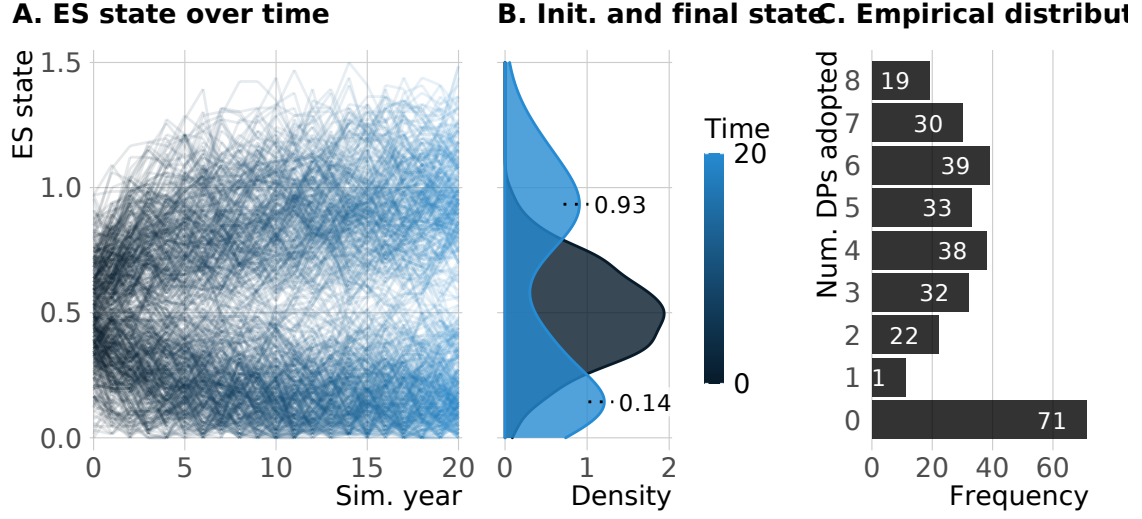 A. ES state over time
ES state
1.5
1.0
0.5
0.0
0 5 10 15 20
Sim. year
B. Init. and final state
0.93
0.14
0 1 2
Density
Time
20
0
C. Empirical distribut
Num. DPs adopted
8 19
7 30
6 39
5 33
4 38
3 32
2 22
1 1
0 71
0 20 40 60
Frequency